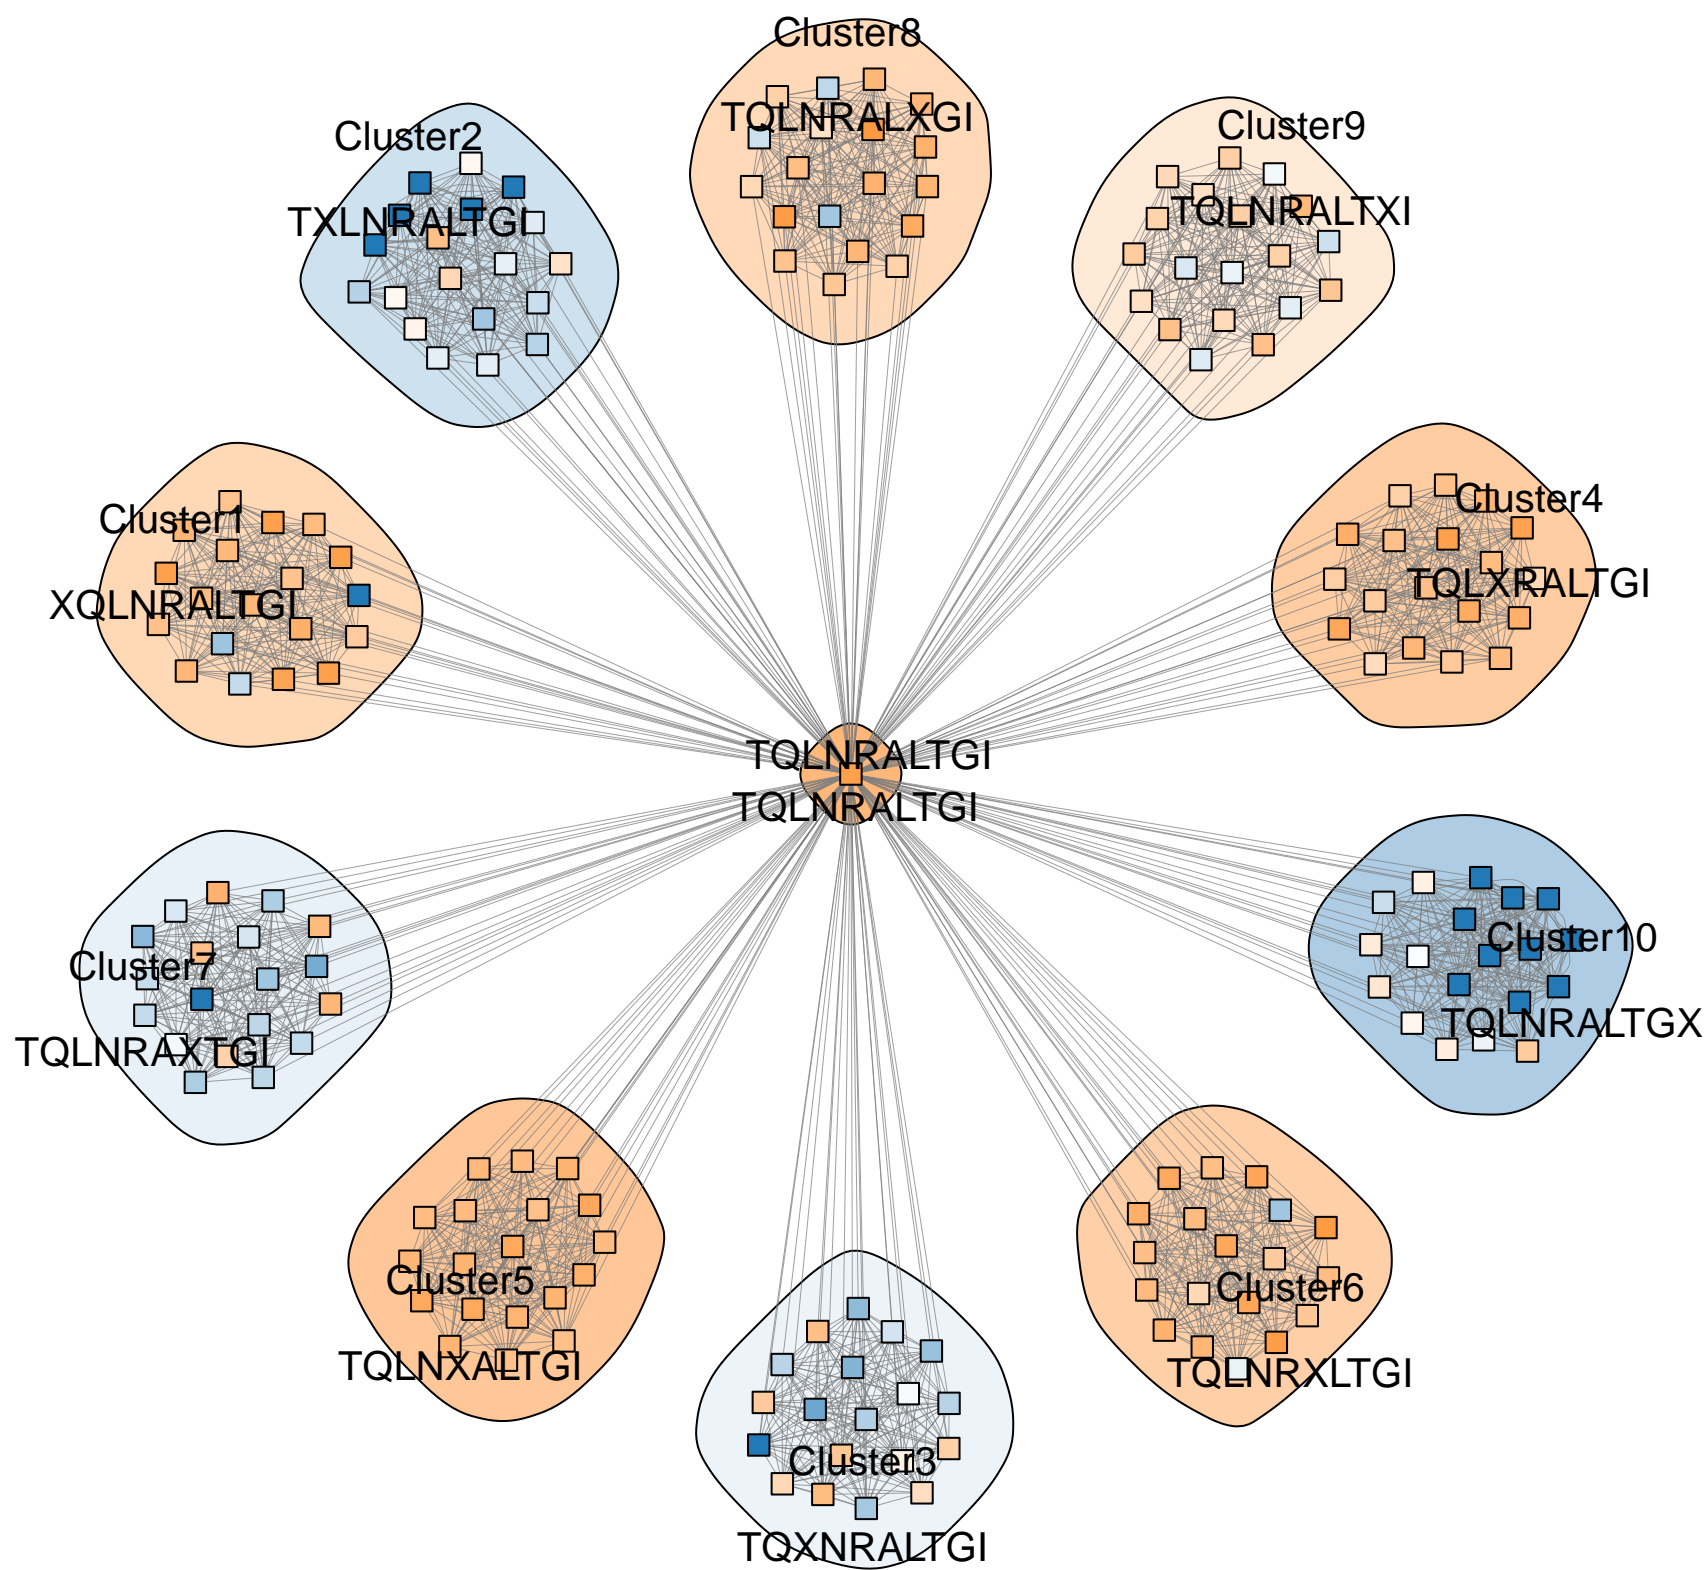 Cluster8
TQLNRALXGI
Cluster2
TXLNRALTGI
Cluster9
TQLNRALTXI
Cluster1
XQLNRALTGI
Cluster4
TQLXRALTGI
TQLNRALTGI
TQLNRALTGI
Cluster7
TQLNRAXTGI
Cluster10
TQLNRALTGX
Cluster5
TQLNXALTGI
Cluster6
TQLNRXLTGI
Cluster3
TQXNRALTGI